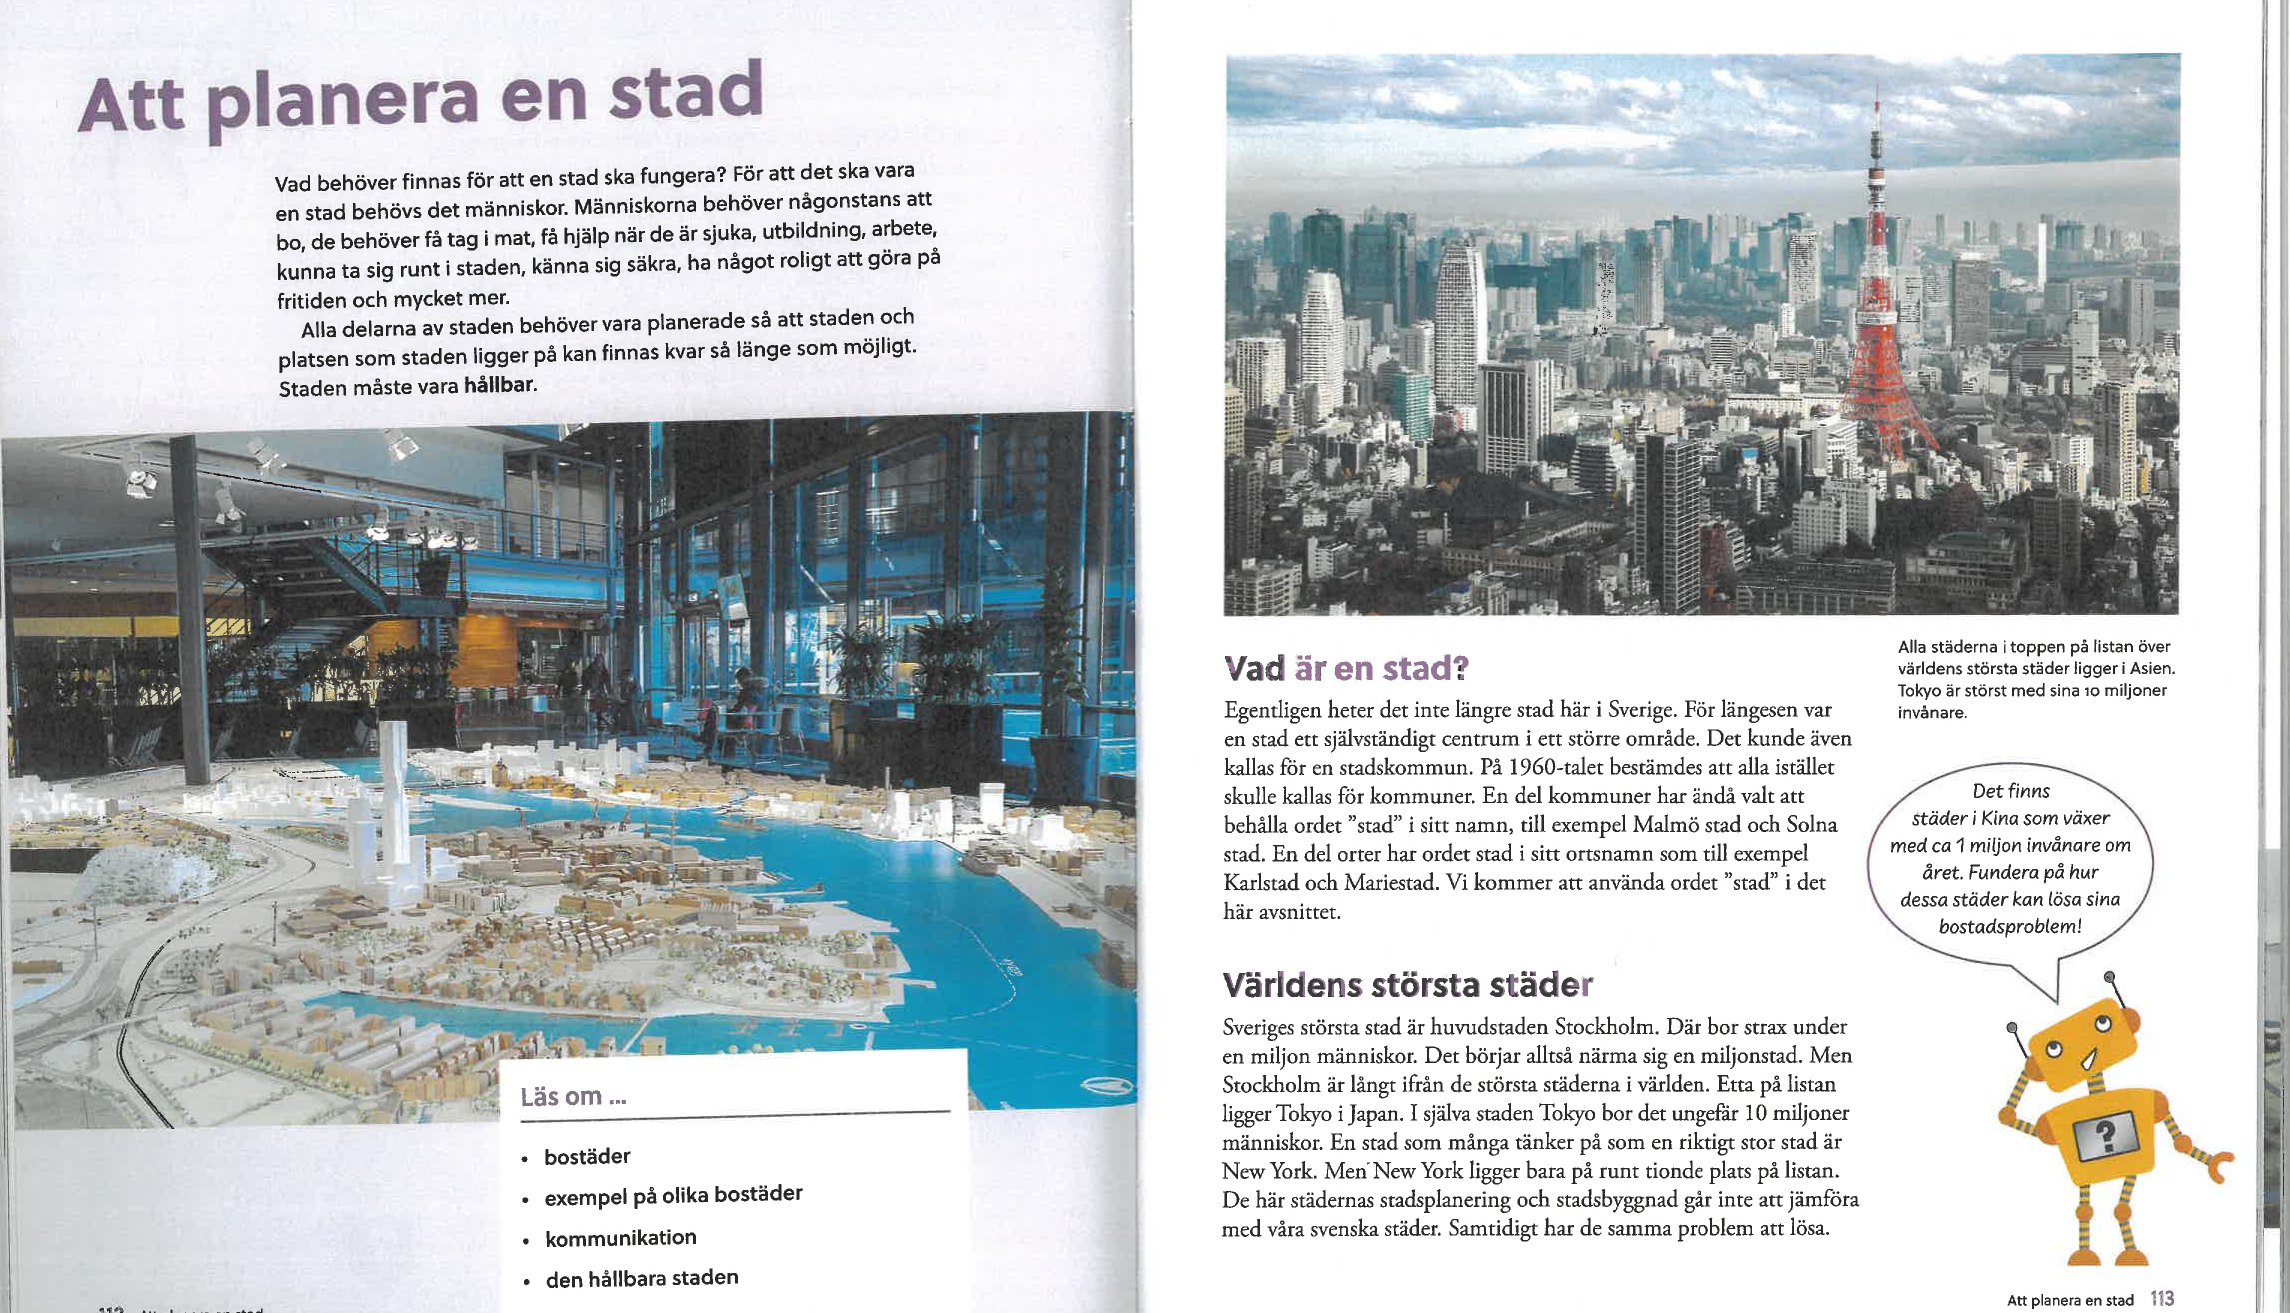 Att planera en stad
Vad behöver finnas för att en stad ska fungera? För att det ska vara
en stad behövs det människor. Människorna behöver någonstans att
bo, de behöver få tag i mat, få hjälp när de är sjuka, utbildning, arbete,
kunna ta sig runt i staden, känna sig säkra, ha något roligt att göra på
fritiden och mycket mer.
Alla delarna av staden behöver vara planerade så att staden och
platsen som staden ligger på kan finnas kvar så länge som möjligt.
Staden måste vara hållbar.
Läs om ...
• bostäder
• exempel på olika bostäder
• kommunikation
• den hållbara staden
112 Att planera en stad
Vad är en stad?
Egentligen heter det inte längre stad här i Sverige. För längesen var
en stad ett självständigt centrum i ett större område. Det kunde även
kallas för en stadskommun. På 1960-talet bestämdes att alla istället
skulle kallas för kommuner. En del kommuner har ändå valt att
behålla ordet ”stad” i sitt namn, till exempel Malmö stad och Solna
stad. En del orter har ordet stad i sitt ortsnamn som till exempel
Karlstad och Mariestad. Vi kommer att använda ordet ”stad” i det
här avsnittet.
Världens största städer
Sveriges största stad är huvudstaden Stockholm. Där bor strax under
en miljon människor. Det börjar alltså närma sig en miljonstad. Men
Stockholm är långt ifrån de största städerna i världen. Etta på listan
ligger Tokyo i Japan. I själva staden Tokyo bor det ungefär 10 miljoner
människor. En stad som många tänker på som en riktigt stor stad är
New York. Men New York ligger bara på runt tionde plats på listan.
De här städernas stadsplanering och stadsbyggnad går inte att jämföra
med våra svenska städer. Samtidigt har de samma problem att lösa.
Alla städerna i toppen på listan över
världens största städer ligger i Asien.
Tokyo är störst med sina 10 miljoner
invånare.
Det finns
städer i Kina som växer
med ca 1 miljon invånare om
året. Fundera på hur
dessa städer kan lösa sina
bostadsproblem!
?
Att planera en stad 113